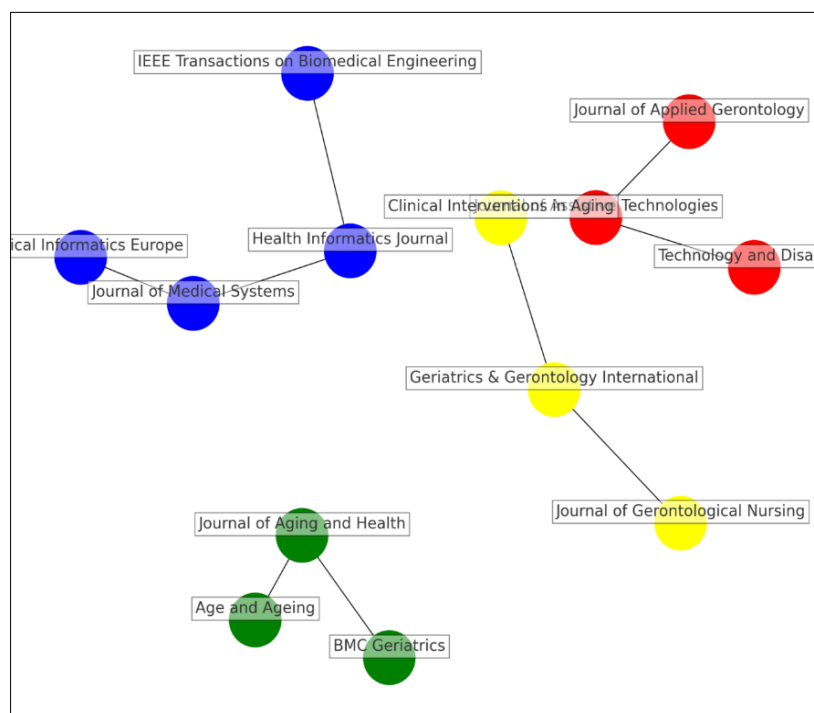 IEEE Transactions on Biomedical Engineering
Journal of Applied Gerontology
Clinical Interventions in Aging
Journal of Technologies
Health Informatics Journal
Informatics Europe
Technology and
Journal of Medical Systems
Geriatrics & Gerontology International
Journal of Gerontological Nursing
Journal of Aging and Health
Age and Ageing
BMC Geriatrics